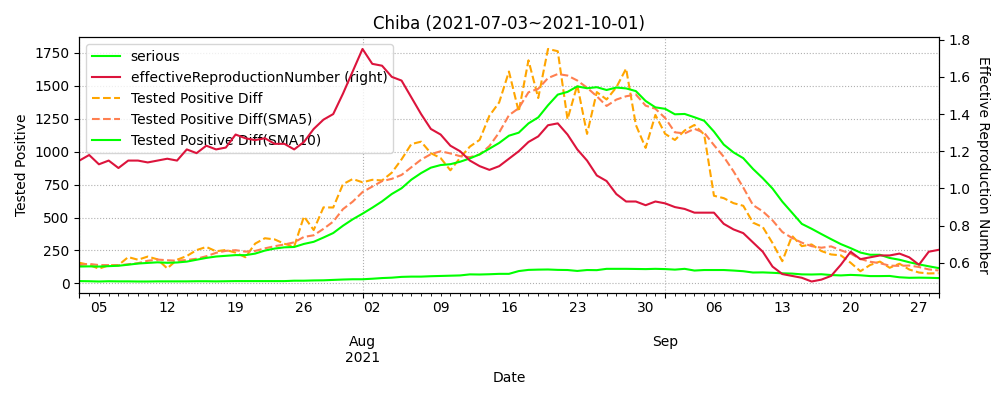 Chiba (2021-07-03~2021-10-01)
serious
effectiveReproductionNumber (right)
Tested Positive Diff
Tested Positive Diff(SMA5)
Tested Positive Diff(SMA10)
1750
1500
1250
1000
750
500
250
0
Tested Positive
1.8
1.6
1.4
1.2
1.0
0.8
0.6
Effective Reproduction Number
05 12 19 26 02 09 16 23 30 06 13 20 27
Aug Sep
2021
Date